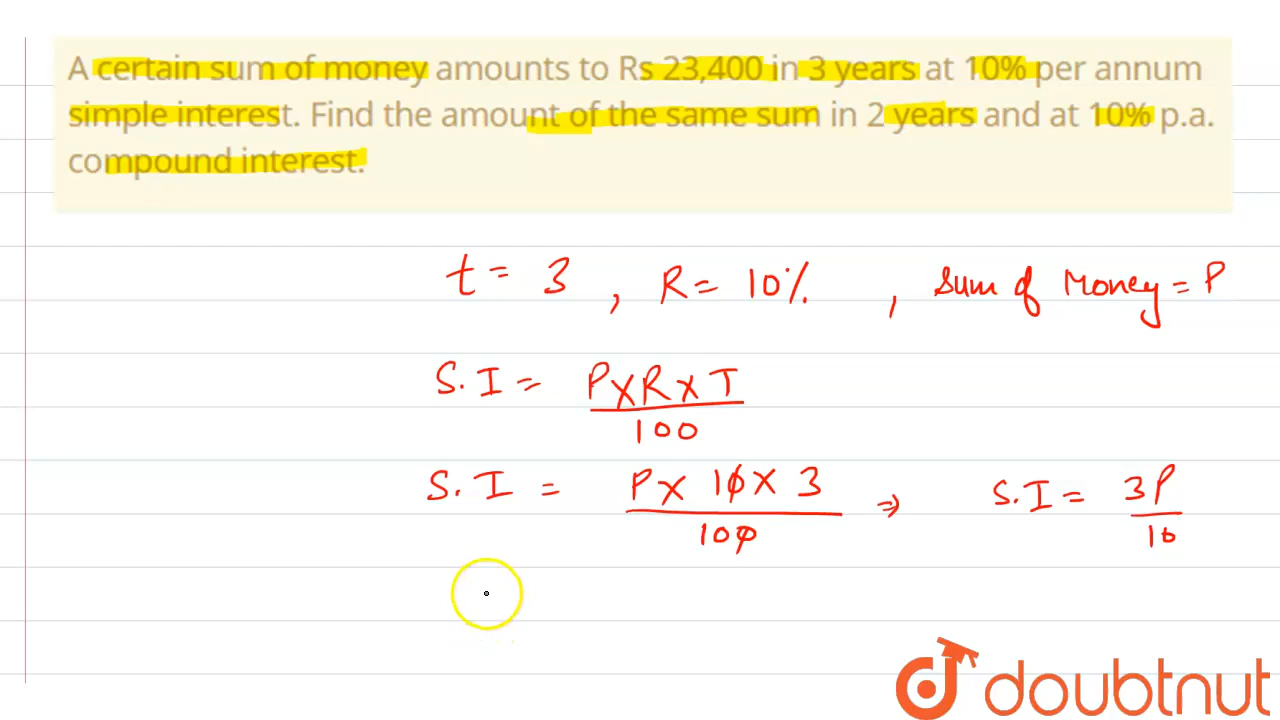 A certain sum of money amounts to Rs 23,400 in 3 years at 10% per annum
simple interest. Find the amount of the same sum in 2 years and at 10% p.a.
compound interest.
t = 3 , R = 10% , Sum of Money = P
S.I = P×R×T
100
S.I = P× 10× 3 ⇒ S.I = 3P
100 10
doubtnut